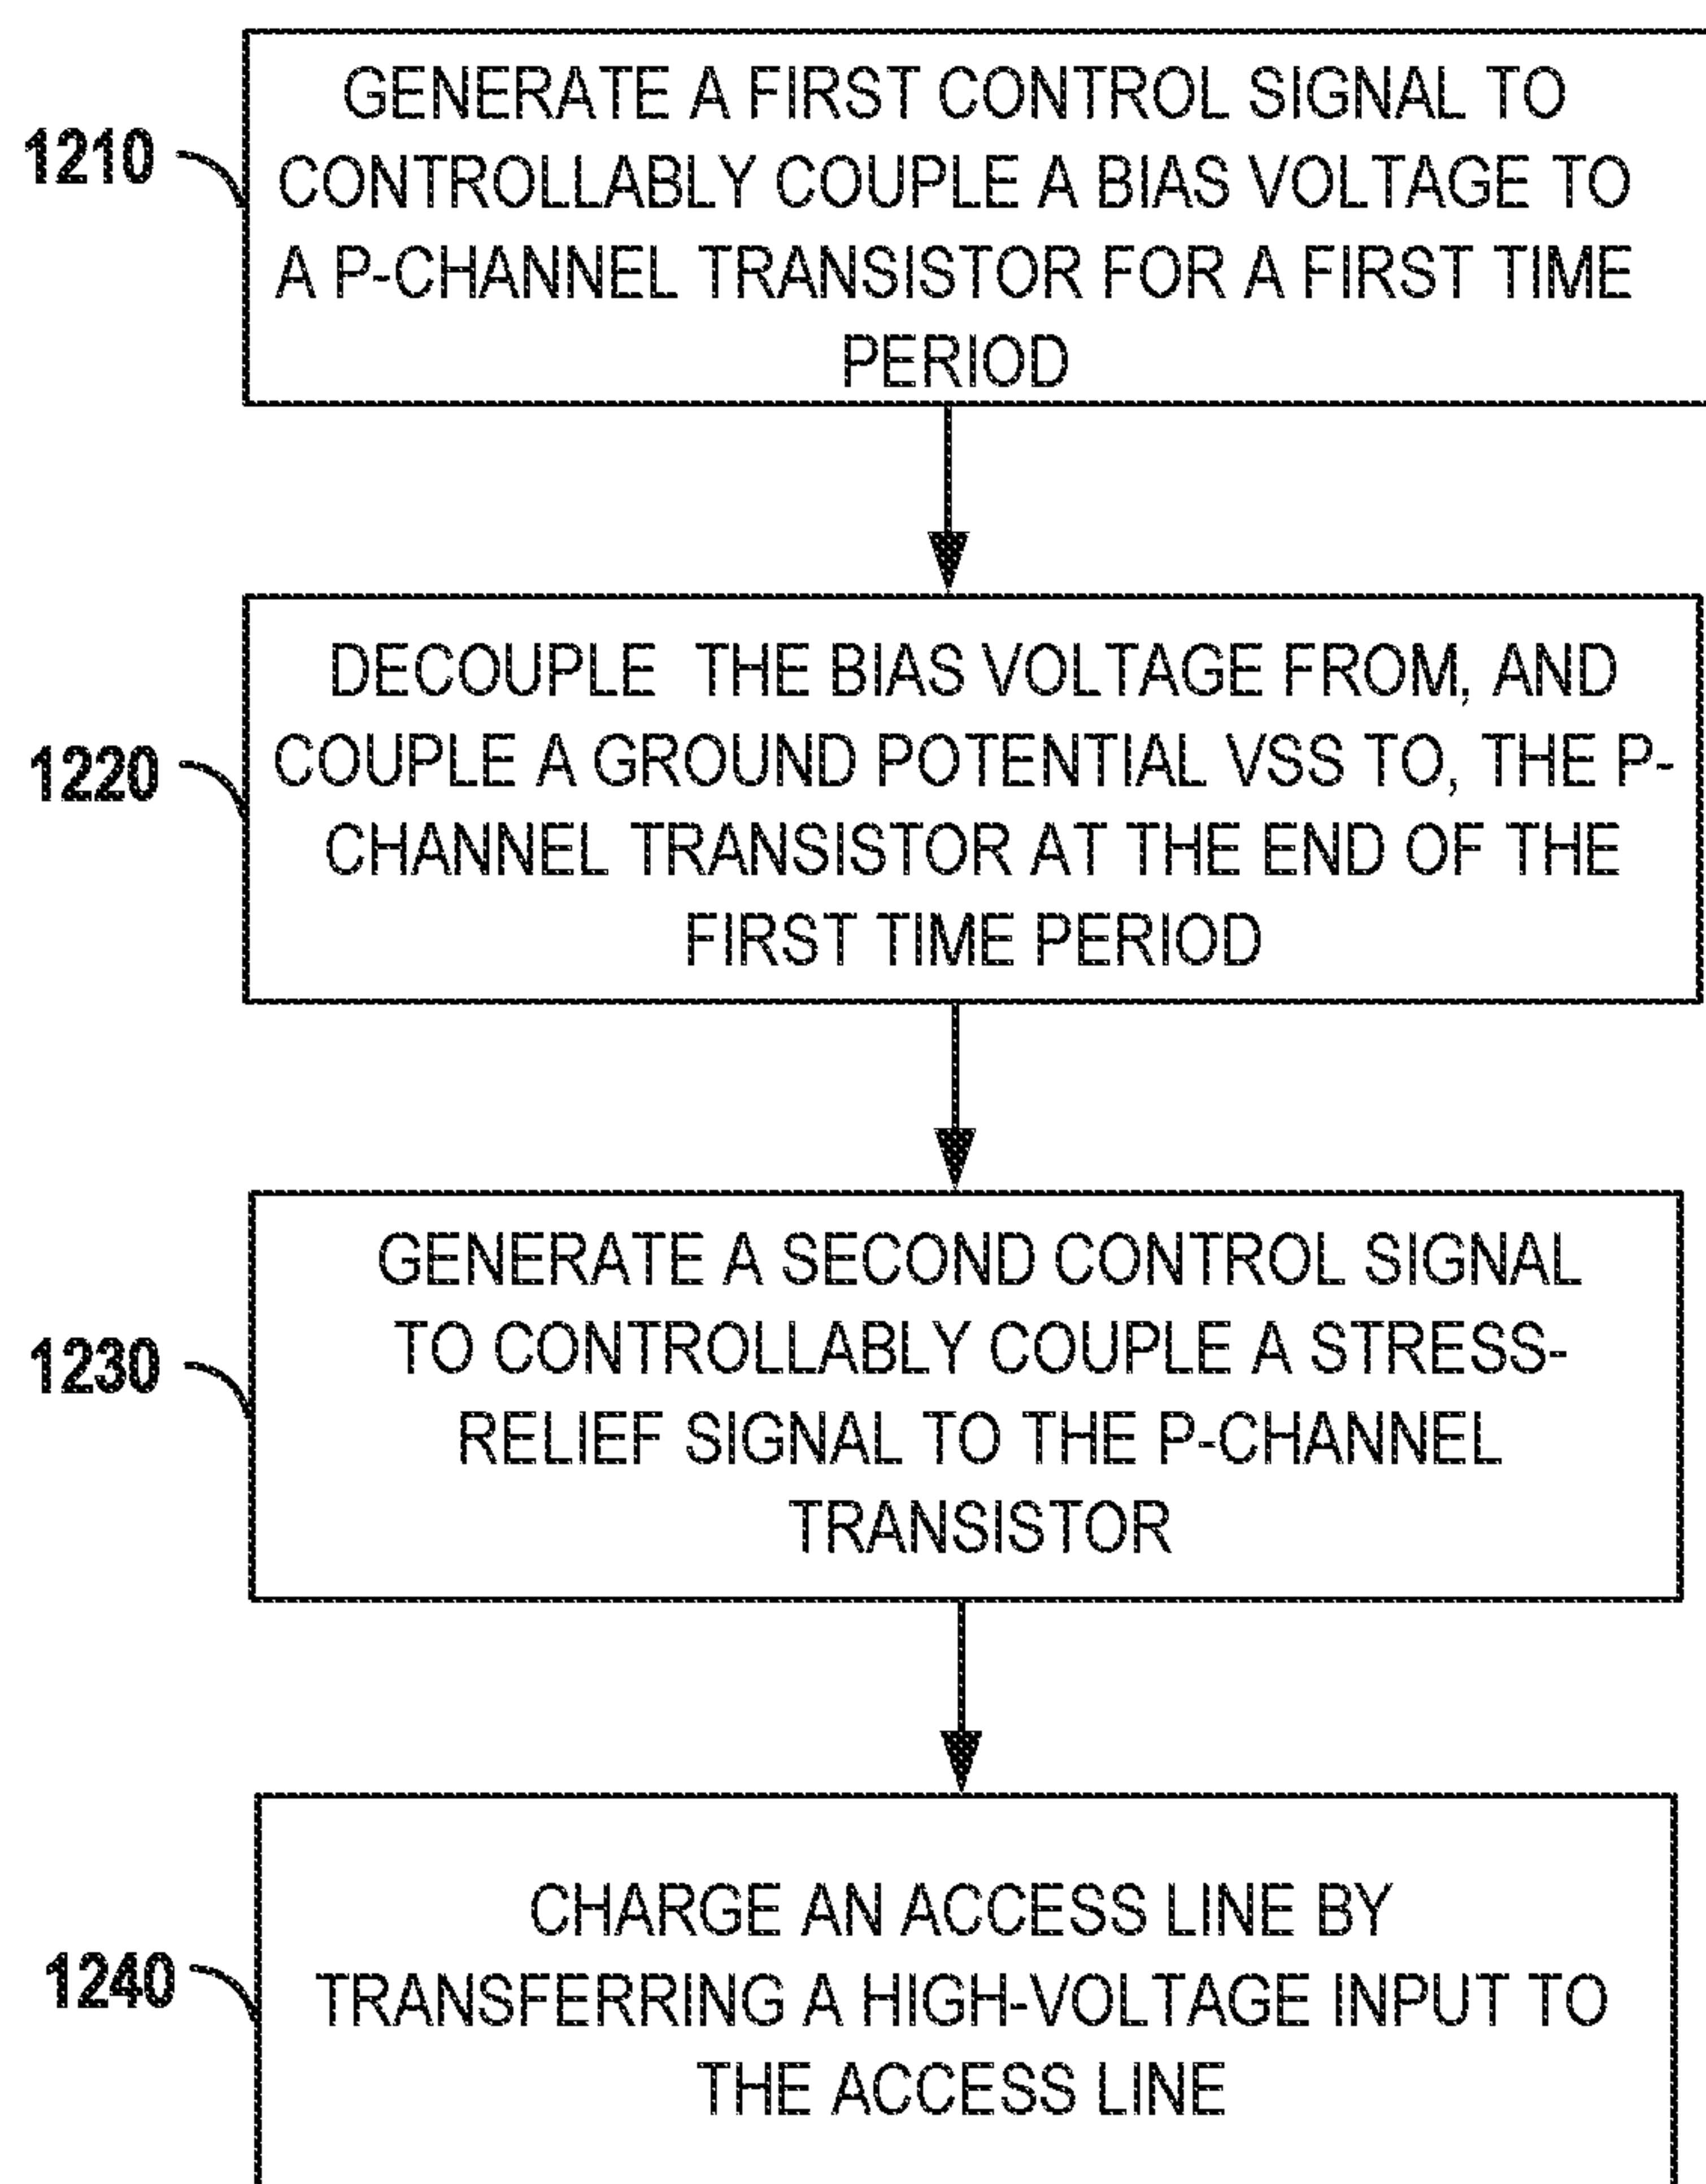 GENERATE A FIRST CONTROL SIGNAL TO
1210
CONTROLLABLY COUPLE A BIAS VOLTAGE TO
A P-CHANNEL TRANSISTOR FOR A FIRST TIME
PERIOD
DECOUPLE THE BIAS VOLTAGE FROM, AND
1220
COUPLE A GROUND POTENTIAL VSS TO, THE P-
CHANNEL TRANSISTOR AT THE END OF THE
FIRST TIME PERIOD
GENERATE A SECOND CONTROL SIGNAL
1230
TO CONTROLLABLY COUPLE A STRESS-
RELIEF SIGNAL TO THE P-CHANNEL
TRANSISTOR
CHARGE AN ACCESS LINE BY
1240
TRANSFERRING A HIGH-VOLTAGE INPUT TO
THE ACCESS LINE